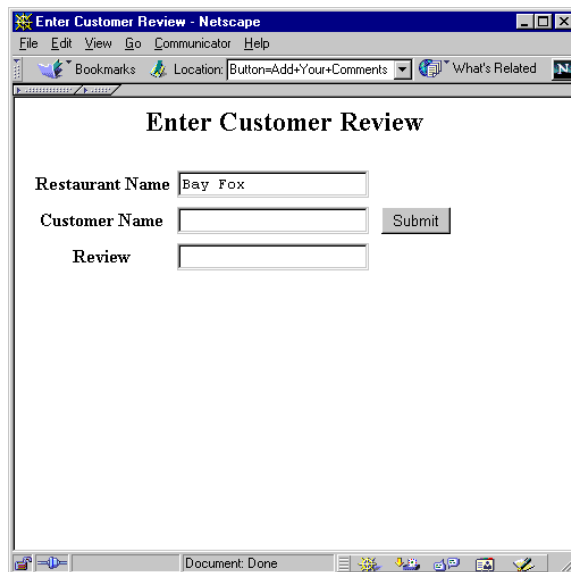 Enter Customer Review - Netscape
File Edit View Go Communicator Help
Bookmarks Location: Button=Add+Your+Comments What's Related N
Enter Customer Review
Restaurant Name Bay Fox
Customer Name Submit
Review
Document: Done